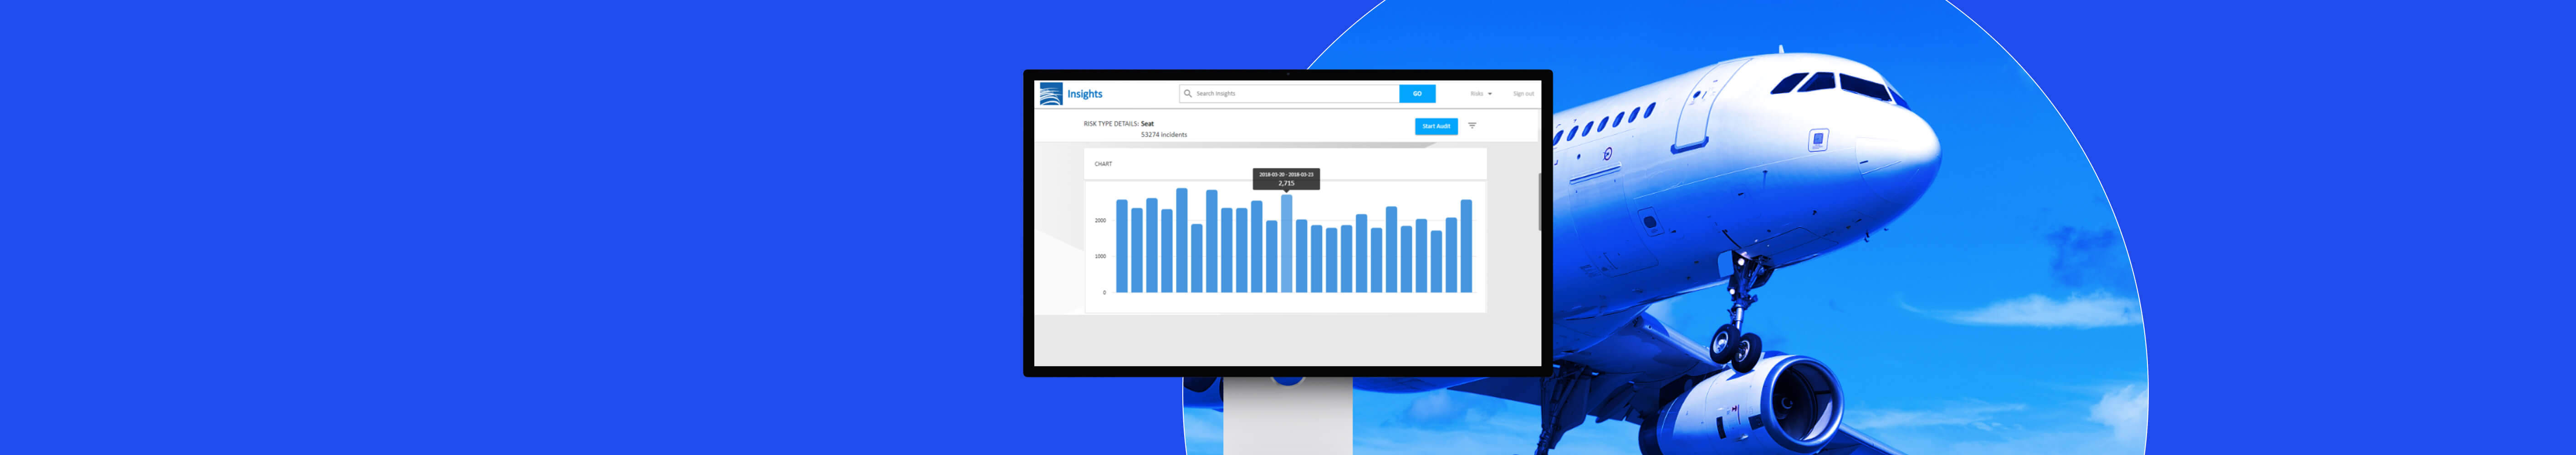 Insights
Search Insights
GO
Risks
Sign out
RISK TYPE DETAILS: Seat
53274 Incidents
Start Audit
CHART
2018-03-20 - 2018-03-23
2,715
2000
1000
0